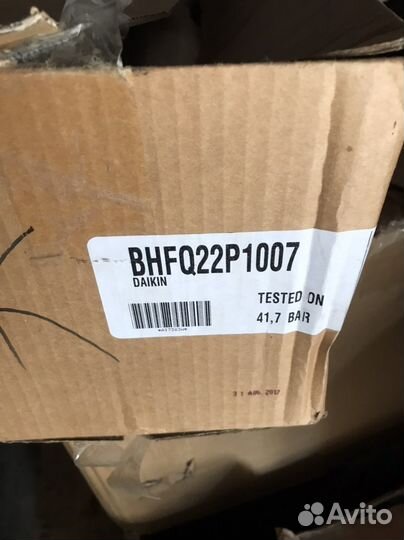 BHFQ22P1007
DAIKIN
TESTED ON
41,7 BAR
Avito